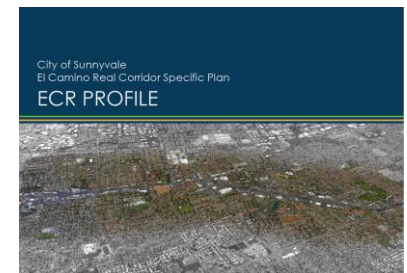 City of Sunnyvale
El Camino Real Corridor Specific Plan
ECR PROFILE